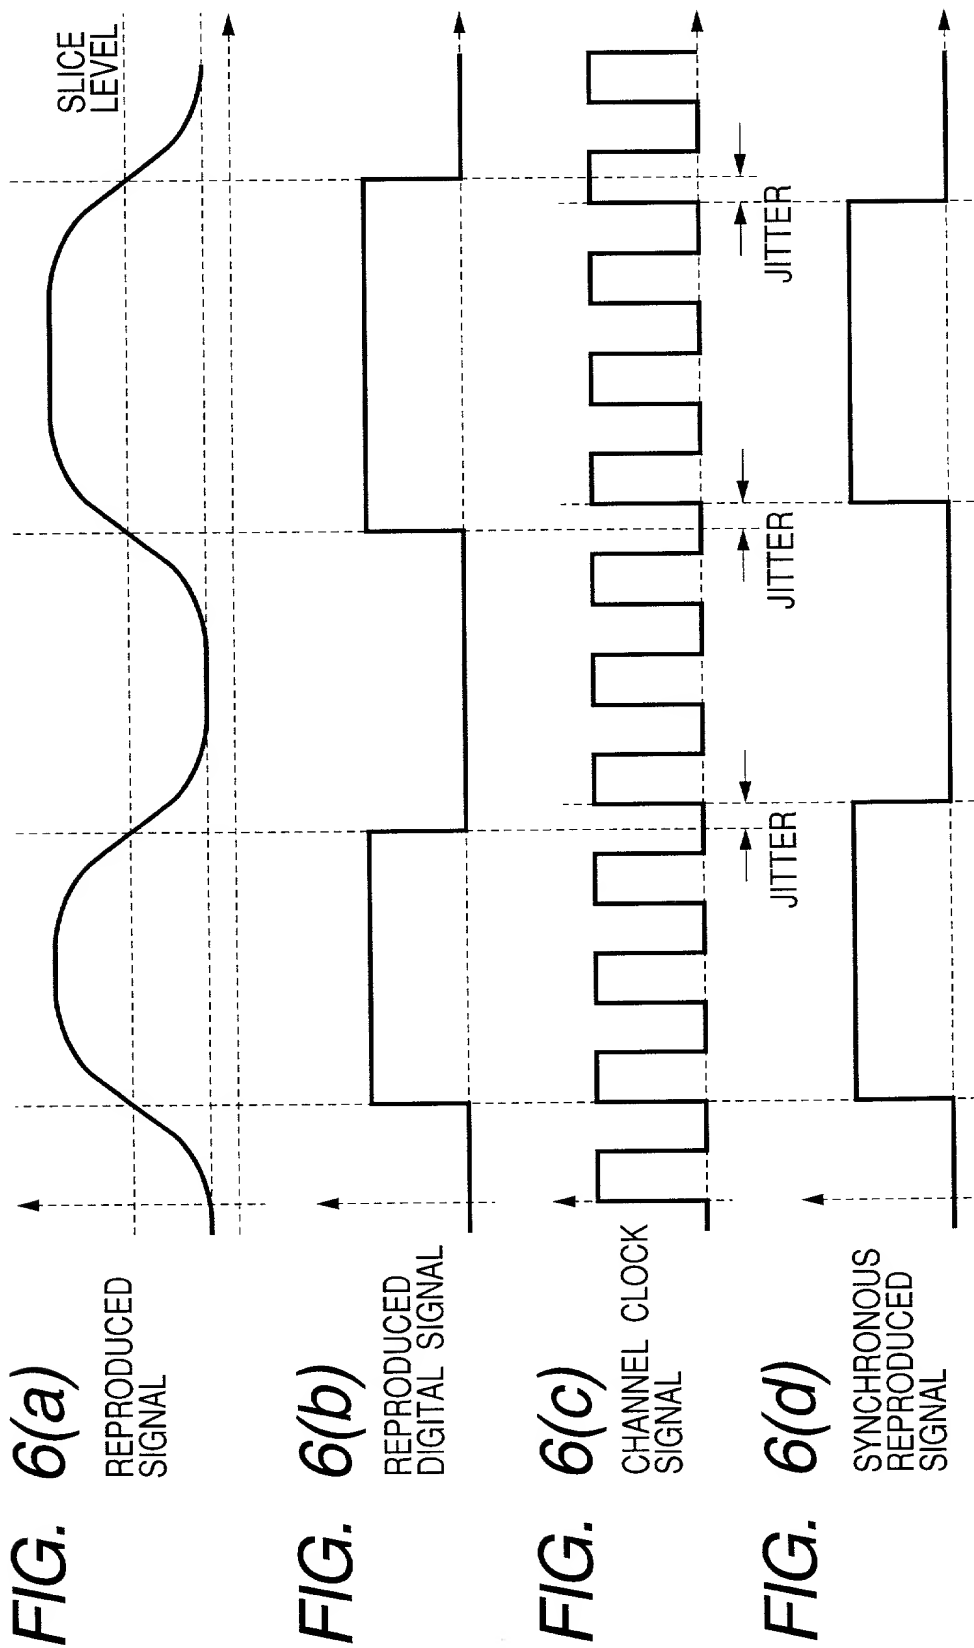 FIG. 6(a)
REPRODUCED
SIGNAL
SLICE
LEVEL
FIG. 6(b)
REPRODUCED
DIGITAL SIGNAL
FIG. 6(c)
CHANNEL CLOCK
SIGNAL
JITTER
JITTER
JITTER
FIG. 6(d)
SYNCHRONOUS
REPRODUCED
SIGNAL